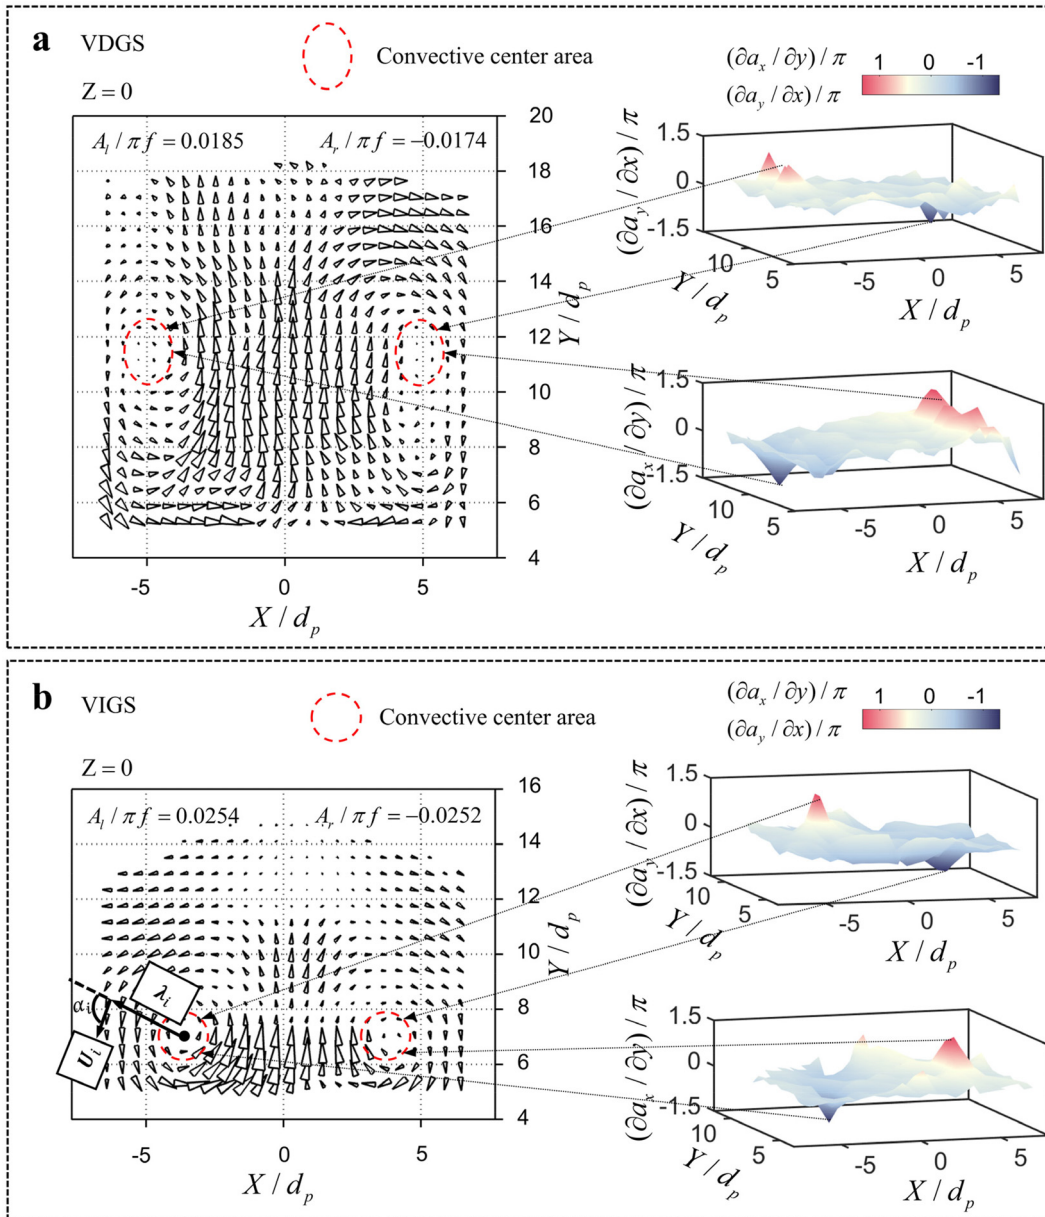 a VDGS Convective center area
(∂a_x / ∂y) / π
(∂a_y / ∂x) / π
1 0 -1
Z = 0
A_l / πf = 0.0185 A_r / πf = −0.0174
20
18
16
14
12
10
8
6
4
Y / d_p
-5 0 5
X / d_p
(∂a_y / ∂x) / π
1.5
0
-1.5
10
5
Y / d_p
-5 0 5
X / d_p
(∂a_x / ∂y) / π
1.5
0
-1.5
10
5
Y / d_p
-5 0 5
X / d_p
b VIGS Convective center area
(∂a_x / ∂y) / π
(∂a_y / ∂x) / π
1 0 -1
Z = 0
A_l / πf = 0.0254 A_r / πf = −0.0252
16
14
12
10
8
6
4
Y / d_p
α_i
λ_i
U_i
-5 0 5
X / d_p
(∂a_y / ∂x) / π
1.5
0
-1.5
10
5
Y / d_p
-5 0 5
X / d_p
(∂a_x / ∂y) / π
1.5
0
-1.5
10
5
Y / d_p
-5 0 5
X / d_p